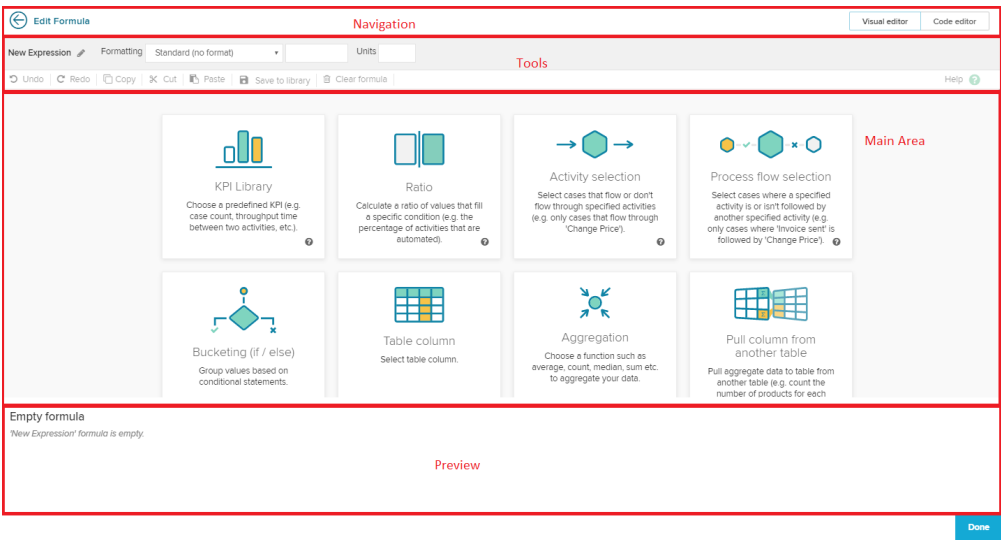 Edit Formula
Navigation
Visual editor
Code editor
New Expression
Formatting
Standard (no format)
Units
Tools
Undo
Redo
Copy
Cut
Paste
Save to library
Clear formula
Help
Main Area
KPI Library
Choose a predefined KPI (e.g.
case count, throughput time
between two activities, etc.).
Ratio
Calculate a ratio of values that fill
a specific condition (e.g. the
percentage of activities that are
automated).
Activity selection
Select cases that flow or don't
flow through specified activities
(e.g. only cases that flow through
'Change Price').
Process flow selection
Select cases where a specified
activity is or isn't followed by
another specified activity (e.g.
only cases where 'Invoice sent' is
followed by 'Change Price').
Bucketing (if / else)
Group values based on
conditional statements.
Table column
Select table column.
Aggregation
Choose a function such as
average, count, median, sum etc.
to aggregate your data.
Pull column from
another table
Pull aggregate data to table from
another table (e.g. count the
number of products for each
Empty formula
'New Expression' formula is empty.
Preview
Done